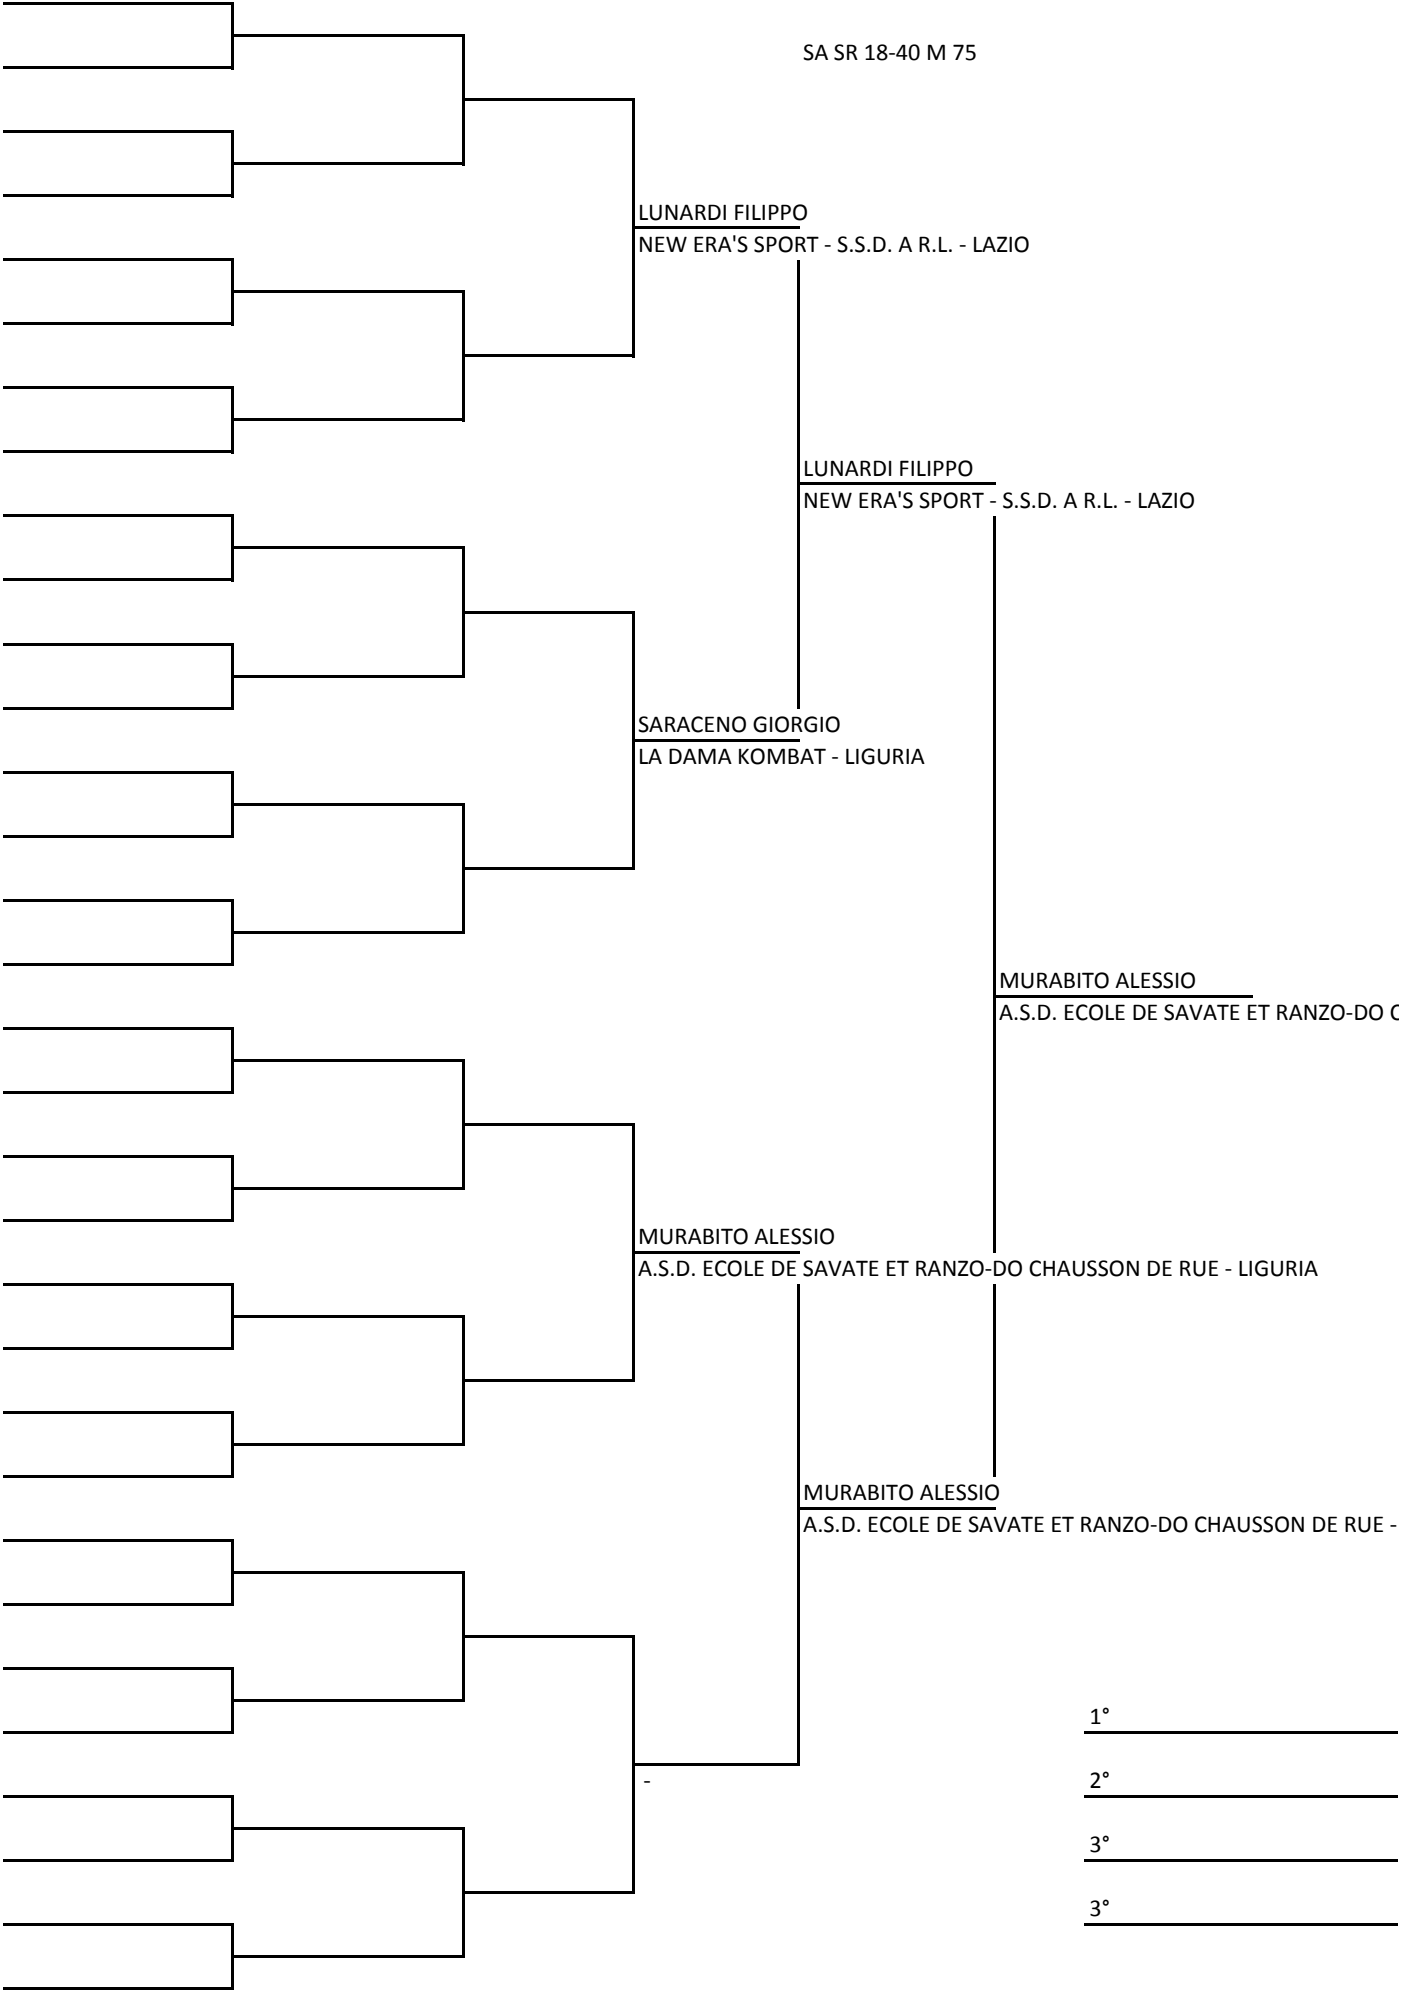 SA SR 18-40 M 75
LUNARDI FILIPPO
NEW ERA'S SPORT - S.S.D. A R.L. - LAZIO
LUNARDI FILIPPO
NEW ERA'S SPORT - S.S.D. A R.L. - LAZIO
SARACENO GIORGIO
LA DAMA KOMBAT - LIGURIA
MURABITO ALESSIO
A.S.D. ECOLE DE SAVATE ET RANZO-DO C
MURABITO ALESSIO
A.S.D. ECOLE DE SAVATE ET RANZO-DO CHAUSSON DE RUE - LIGURIA
MURABITO ALESSIO
A.S.D. ECOLE DE SAVATE ET RANZO-DO CHAUSSON DE RUE -
1°
-
2°
3°
3°